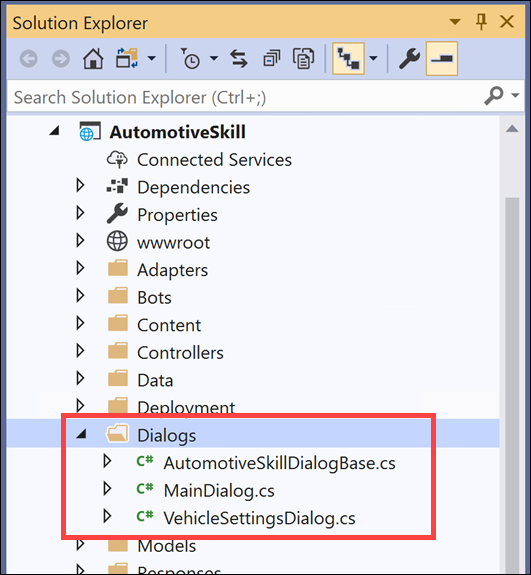 Solution Explorer
Search Solution Explorer (Ctrl+;)
AutomotiveSkill
Connected Services
Dependencies
Properties
wwwroot
Adapters
Bots
Content
Controllers
Data
Deployment
Dialogs
C# AutomotiveSkillDialogBase.cs
C# MainDialog.cs
C# VehicleSettingsDialog.cs
Models
Responses